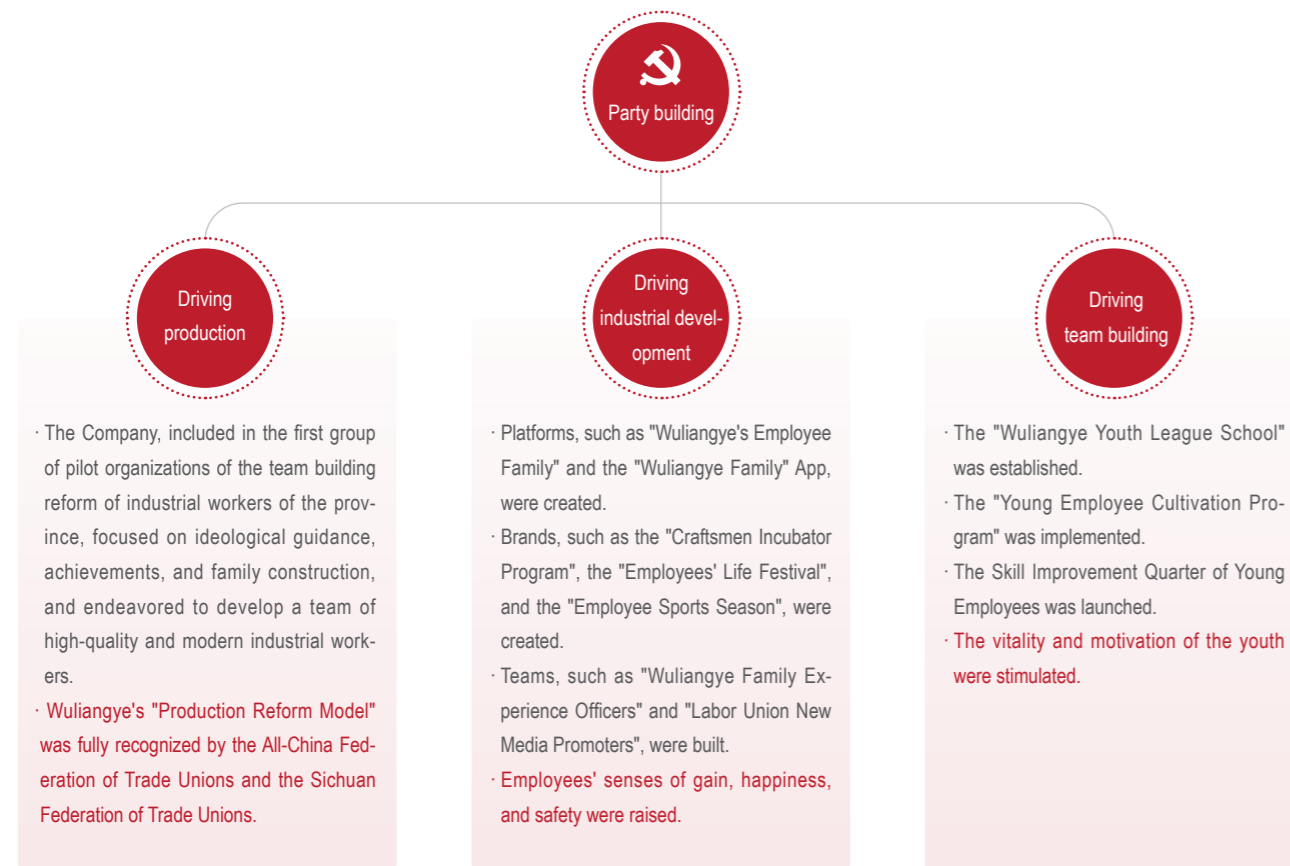 Party building
Driving
production
· The Company, included in the first group
of pilot organizations of the team building
reform of industrial workers of the prov-
ince, focused on ideological guidance,
achievements, and family construction,
and endeavored to develop a team of
high-quality and modern industrial work-
ers.
· Wuliangye's "Production Reform Model"
was fully recognized by the All-China Fed-
eration of Trade Unions and the Sichuan
Federation of Trade Unions.
Driving
industrial devel-
opment
· Platforms, such as "Wuliangye's Employee
Family" and the "Wuliangye Family" App,
were created.
· Brands, such as the "Craftsmen Incubator
Program", the "Employees' Life Festival",
and the "Employee Sports Season", were
created.
· Teams, such as "Wuliangye Family Ex-
perience Officers" and "Labor Union New
Media Promoters", were built.
· Employees' senses of gain, happiness,
and safety were raised.
Driving
team building
· The "Wuliangye Youth League School"
was established.
· The "Young Employee Cultivation Pro-
gram" was implemented.
· The Skill Improvement Quarter of Young
Employees was launched.
· The vitality and motivation of the youth
were stimulated.